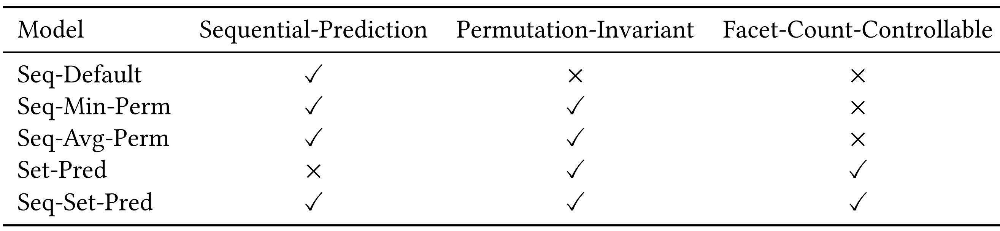 Model Sequential-Prediction Permutation-Invariant Facet-Count-Controllable
Seq-Default ✓ × ×
Seq-Min-Perm ✓ ✓ ×
Seq-Avg-Perm ✓ ✓ ×
Set-Pred × ✓ ✓
Seq-Set-Pred ✓ ✓ ✓